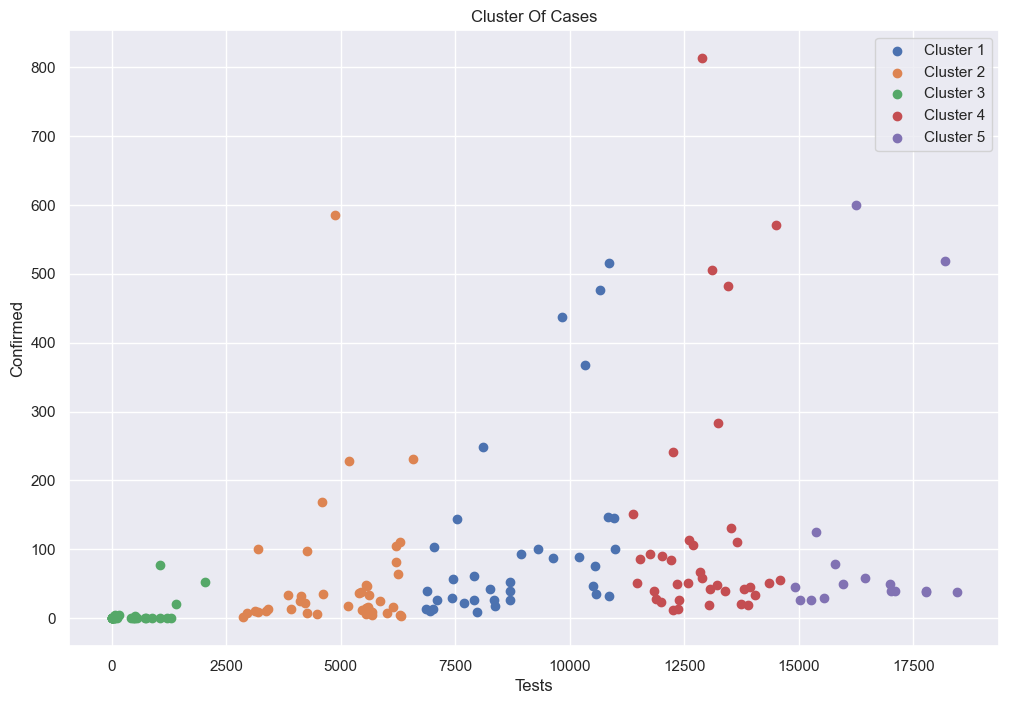 Cluster Of Cases
Cluster 1
Cluster 2
Cluster 3
Cluster 4
Cluster 5
Confirmed
800
700
600
500
400
300
200
100
0
0 2500 5000 7500 10000 12500 15000 17500
Tests